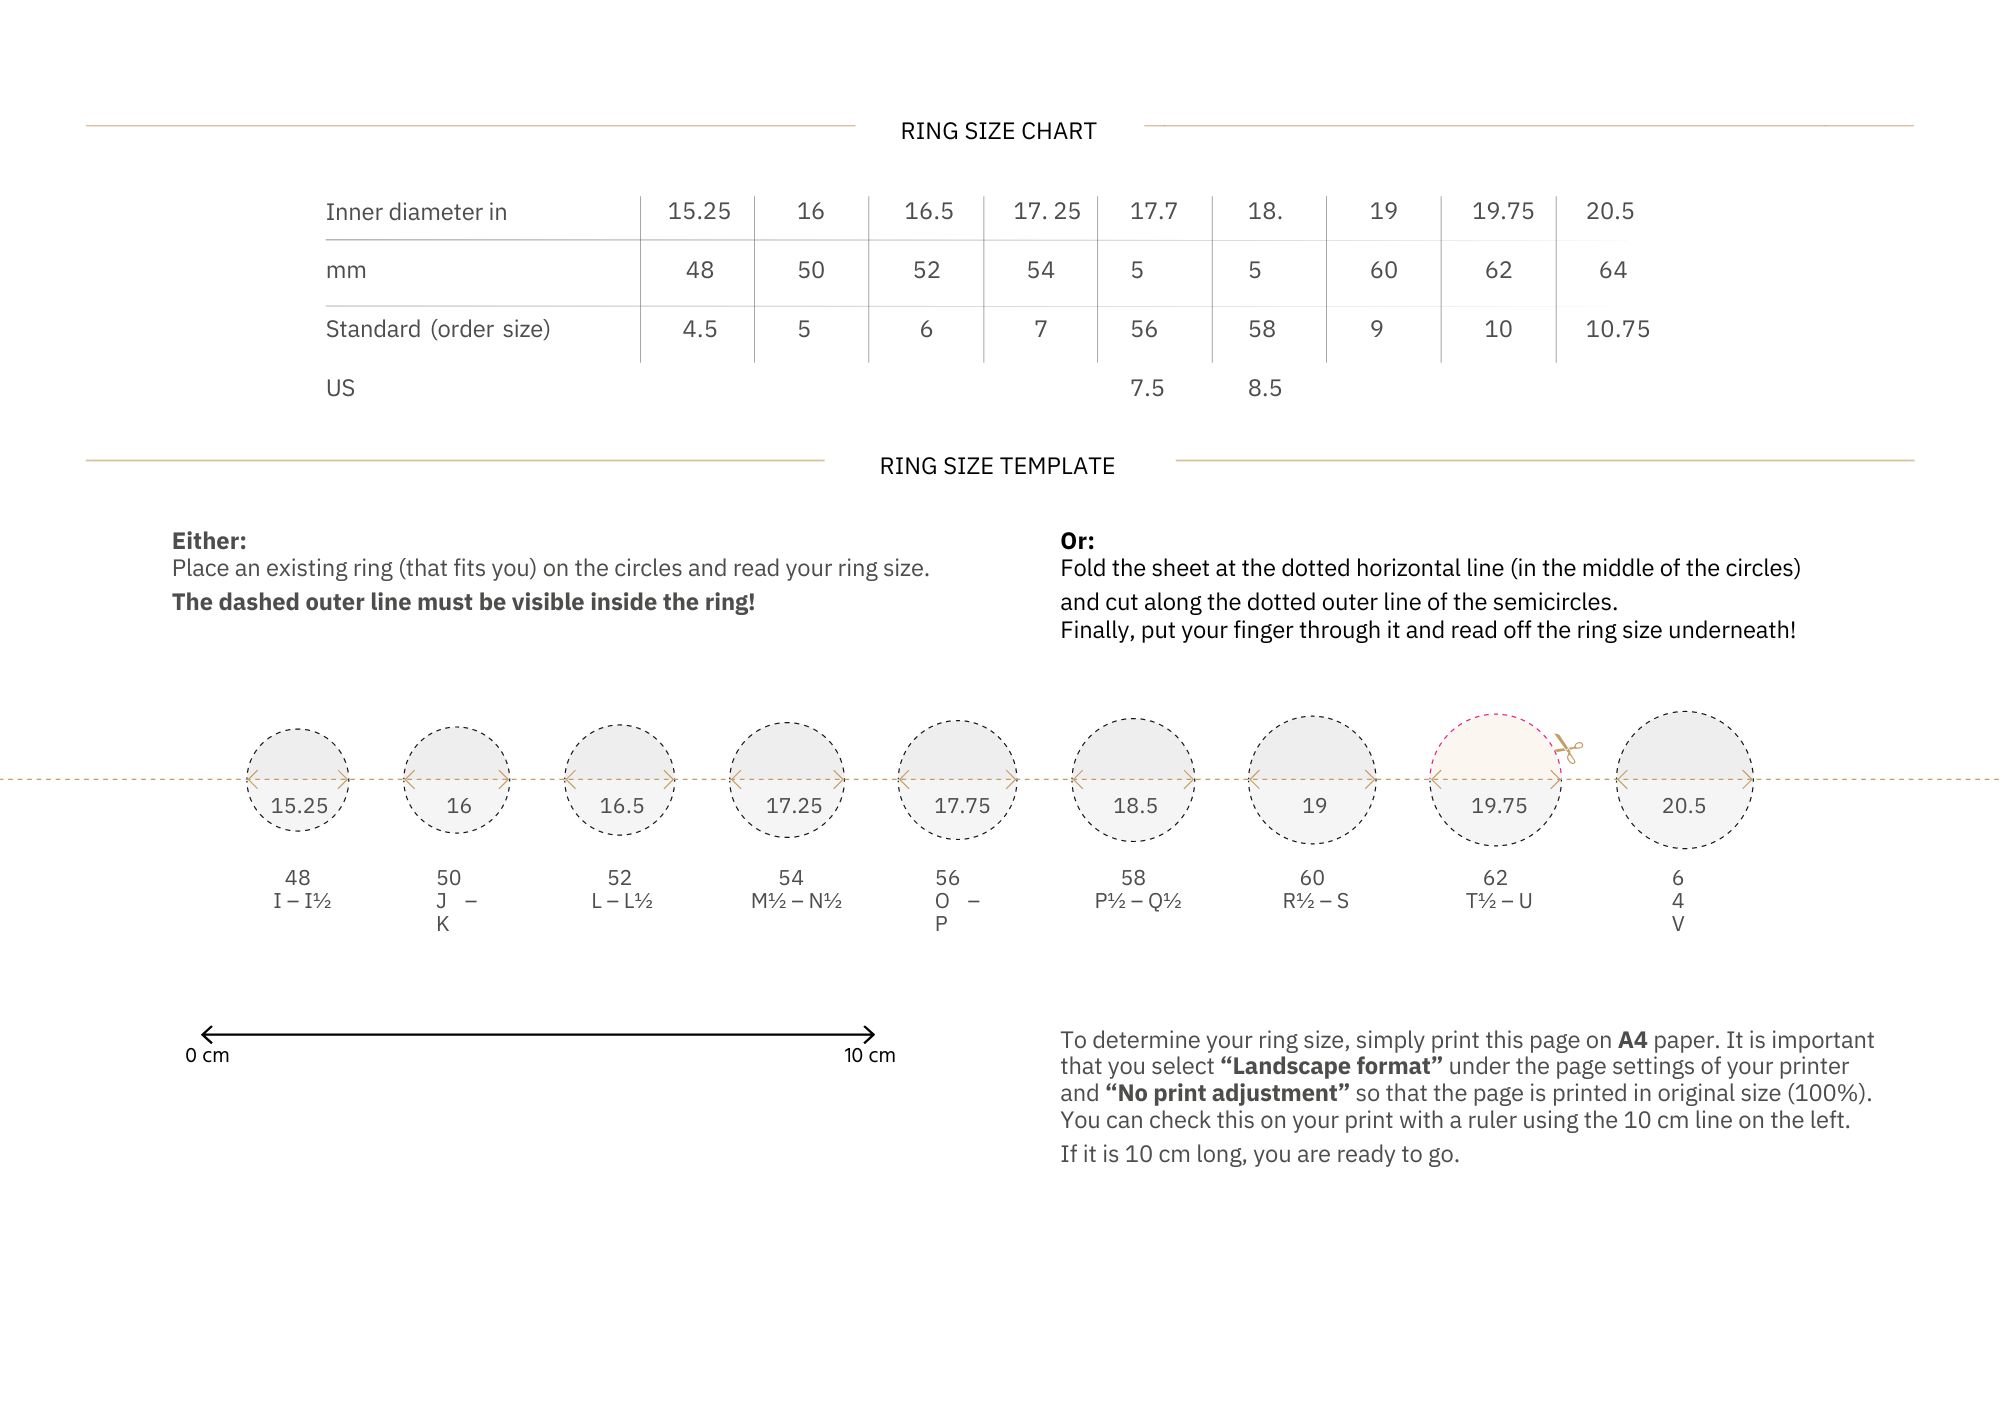 RING SIZE CHART
Inner diameter in 15.25 16 16.5 17. 25 17.7 18. 19 19.75 20.5
mm 48 50 52 54 5 5 60 62 64
Standard (order size) 4.5 5 6 7 56 58 9 10 10.75
US 7.5 8.5
RING SIZE TEMPLATE
Either:
Place an existing ring (that fits you) on the circles and read your ring size.
The dashed outer line must be visible inside the ring!
Or:
Fold the sheet at the dotted horizontal line (in the middle of the circles)
and cut along the dotted outer line of the semicircles.
Finally, put your finger through it and read off the ring size underneath!
15.25 16 16.5 17.25 17.75 18.5 19 19.75 20.5
48 50 52 54 56 58 60 62 6
I – I½ J – L – L½ M½ – N½ O – P½ – Q½ R½ – S T½ – U 4
K P V
0 cm 10 cm
To determine your ring size, simply print this page on A4 paper. It is important
that you select “Landscape format” under the page settings of your printer
and “No print adjustment” so that the page is printed in original size (100%).
You can check this on your print with a ruler using the 10 cm line on the left.
If it is 10 cm long, you are ready to go.